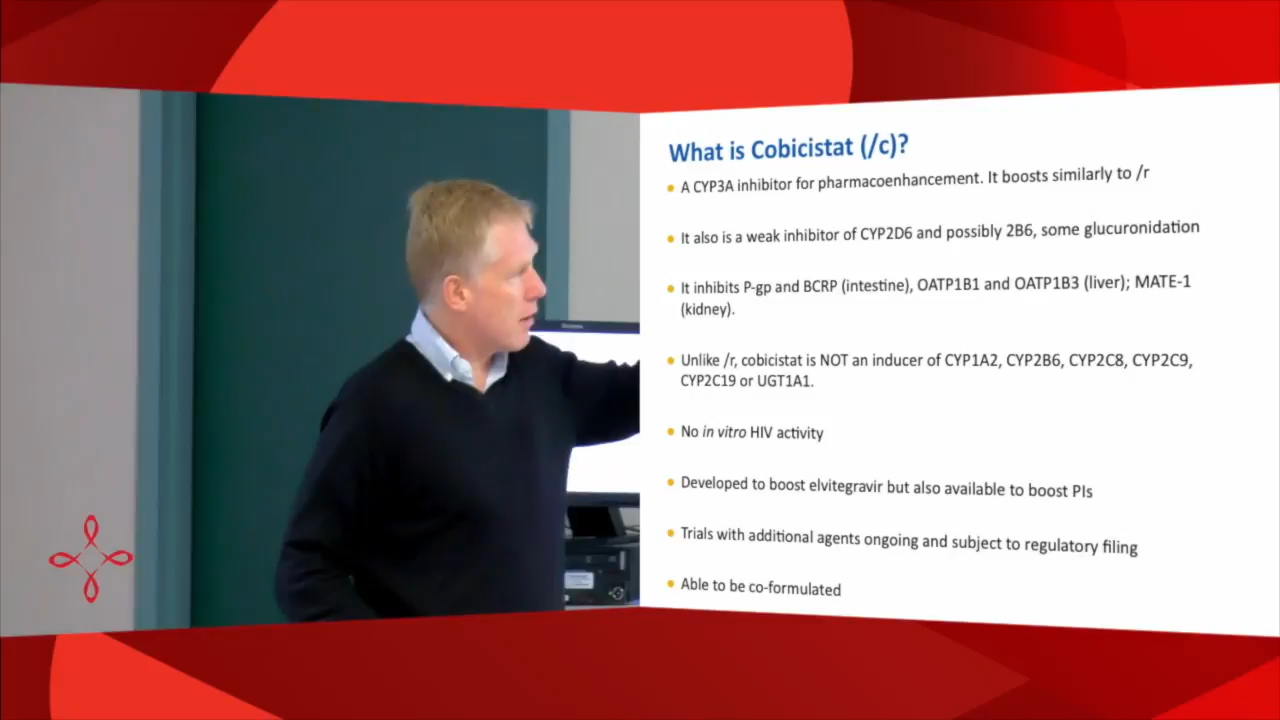 What is Cobicistat (/c)?
• A CYP3A inhibitor for pharmacoenhancement. It boosts similarly to /r
• It also is a weak inhibitor of CYP2D6 and possibly 2B6, some glucuronidation
• It inhibits P-gp and BCRP (intestine), OATP1B1 and OATP1B3 (liver); MATE-1
(kidney).
• Unlike /r, cobicistat is NOT an inducer of CYP1A2, CYP2B6, CYP2C8, CYP2C9,
CYP2C19 or UGT1A1.
• No in vitro HIV activity
• Developed to boost elvitegravir but also available to boost PIs
• Trials with additional agents ongoing and subject to regulatory filing
• Able to be co-formulated